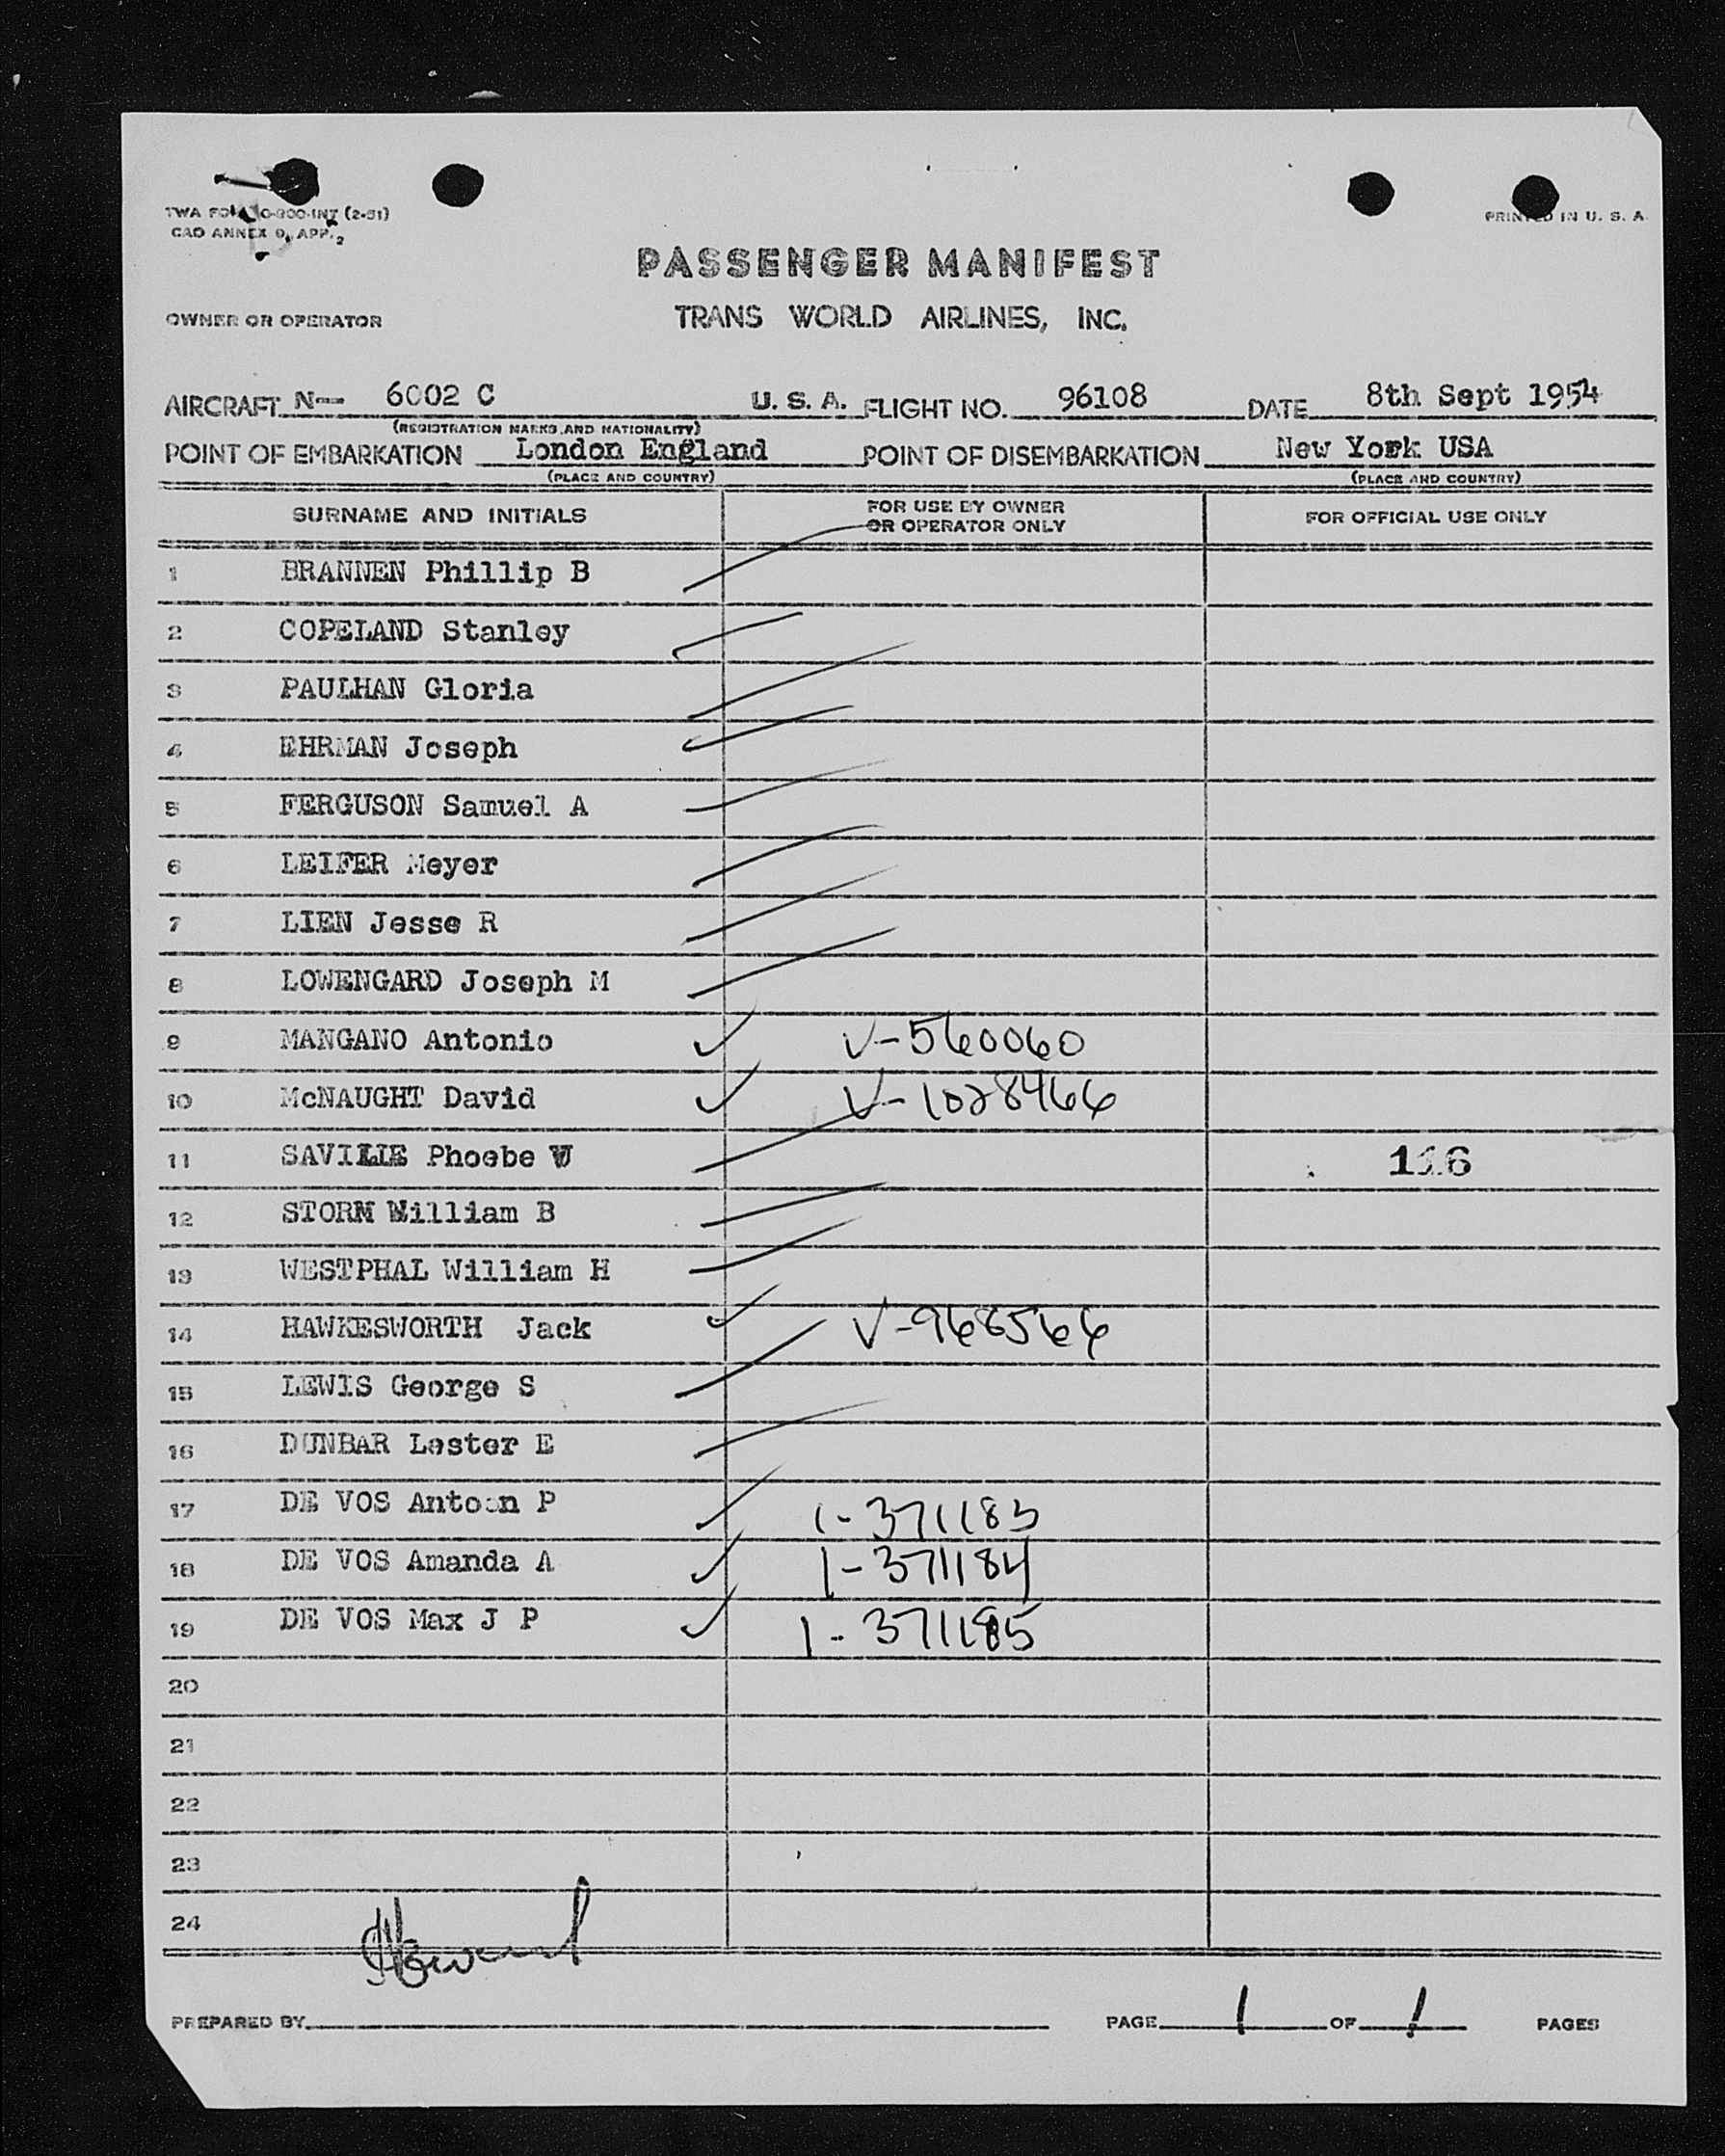 (2-51)
PRINTED IN U. S. A.
CAO ANNEX 9, APP. 2
PASSENGER MANIFEST
OWNER OR OPERATOR TRANS WORLD AIRLINES, INC.
AIRCRAFT N-- 6002 C U. S. A. FLIGHT NO. 96108 DATE 8th Sept 1954
(REGISTRATION MARKS AND NATIONALITY)
POINT OF EMBARKATION London England POINT OF DISEMBARKATION New York USA
(PLACE AND COUNTRY) (PLACE AND COUNTRY)
SURNAME AND INITIALS FOR USE BY OWNER OR OPERATOR ONLY FOR OFFICIAL USE ONLY
1 BRANNEN Phillip B
2 COPELAND Stanley
3 PAULHAN Gloria
4 EHRMAN Joseph
5 FERGUSON Samuel A
6 LEIFER Meyer
7 LIEN Jesse R
8 LOWENGARD Joseph M
9 MANGANO Antonio V-560060
10 McNAUGHT David V-1028466
11 SAVILLE Phoebe W 116
12 STORM William B
13 WESTPHAL William H
14 HAWKESWORTH Jack V-968566
15 LEWIS George S
16 DUNBAR Lester E
17 DE VOS Antoon P 1-371183
18 DE VOS Amanda A 1-371184
19 DE VOS Max J P 1-371185
20
21
22
23
24
PREPARED BY PAGE 1 OF 1 PAGES